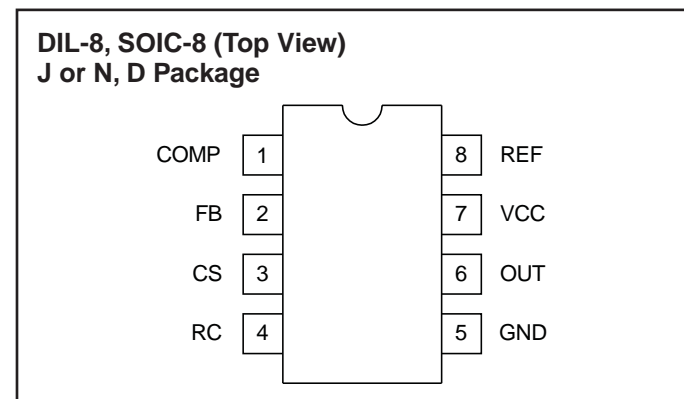 DIL-8, SOIC-8 (Top View)
J or N, D Package
COMP 1 8 REF
FB 2 7 VCC
CS 3 6 OUT
RC 4 5 GND